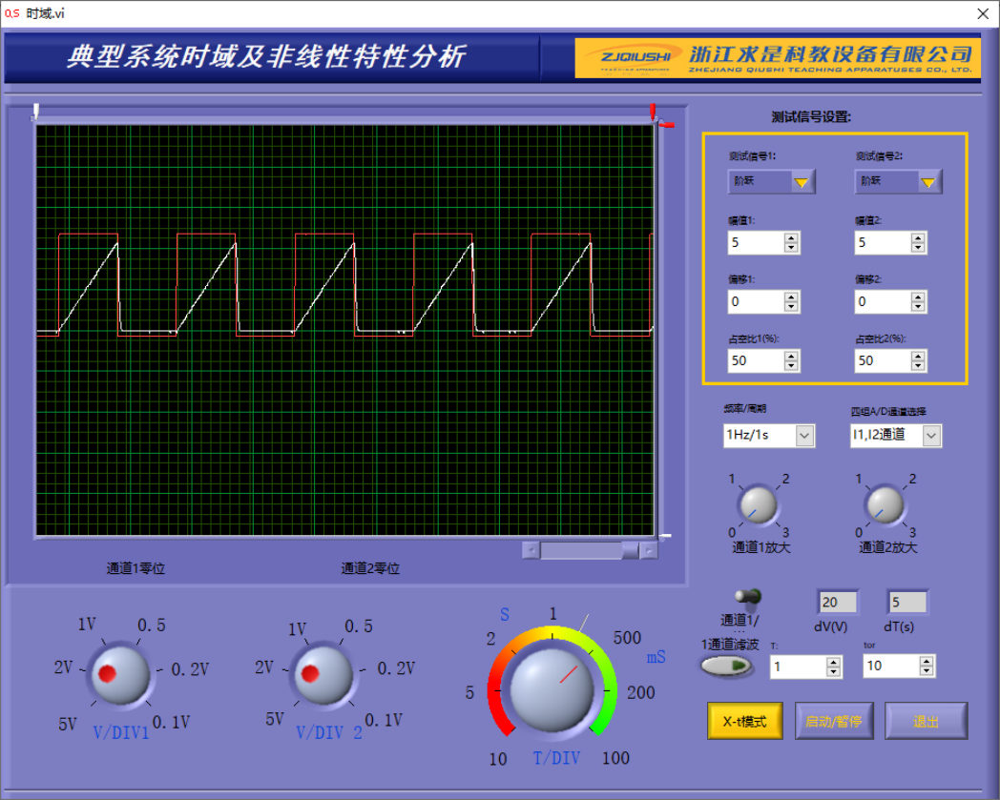 时域.vi
典型系统时域及非线性特性分析
ZJQIUSHI 浙江求是科教设备有限公司
ZHEJIANG QIUSHI TEACHING APPARATUSES CO., LTD.
测试信号设置:
测试信号1: 测试信号2:
阶跃 阶跃
幅值1: 幅值2:
5 5
偏移1: 偏移2:
0 0
占空比1(%): 占空比2(%):
50 50
频率/周期 四组A/D通道选择
1Hz/1s I1,I2通道
1 2 1 2
0 3 0 3
通道1放大 通道2放大
通道1零位 通道2零位
通道1/
20 5
dV(V) dT(s)
1通道滤波 T: tor
1 10
X-t模式 启动/暂停 退出
1V 0.5
2V 0.2V
5V 0.1V
V/DIV1
1V 0.5
2V 0.2V
5V 0.1V
V/DIV 2
S 1
2 500
mS
5 200
10 100
T/DIV